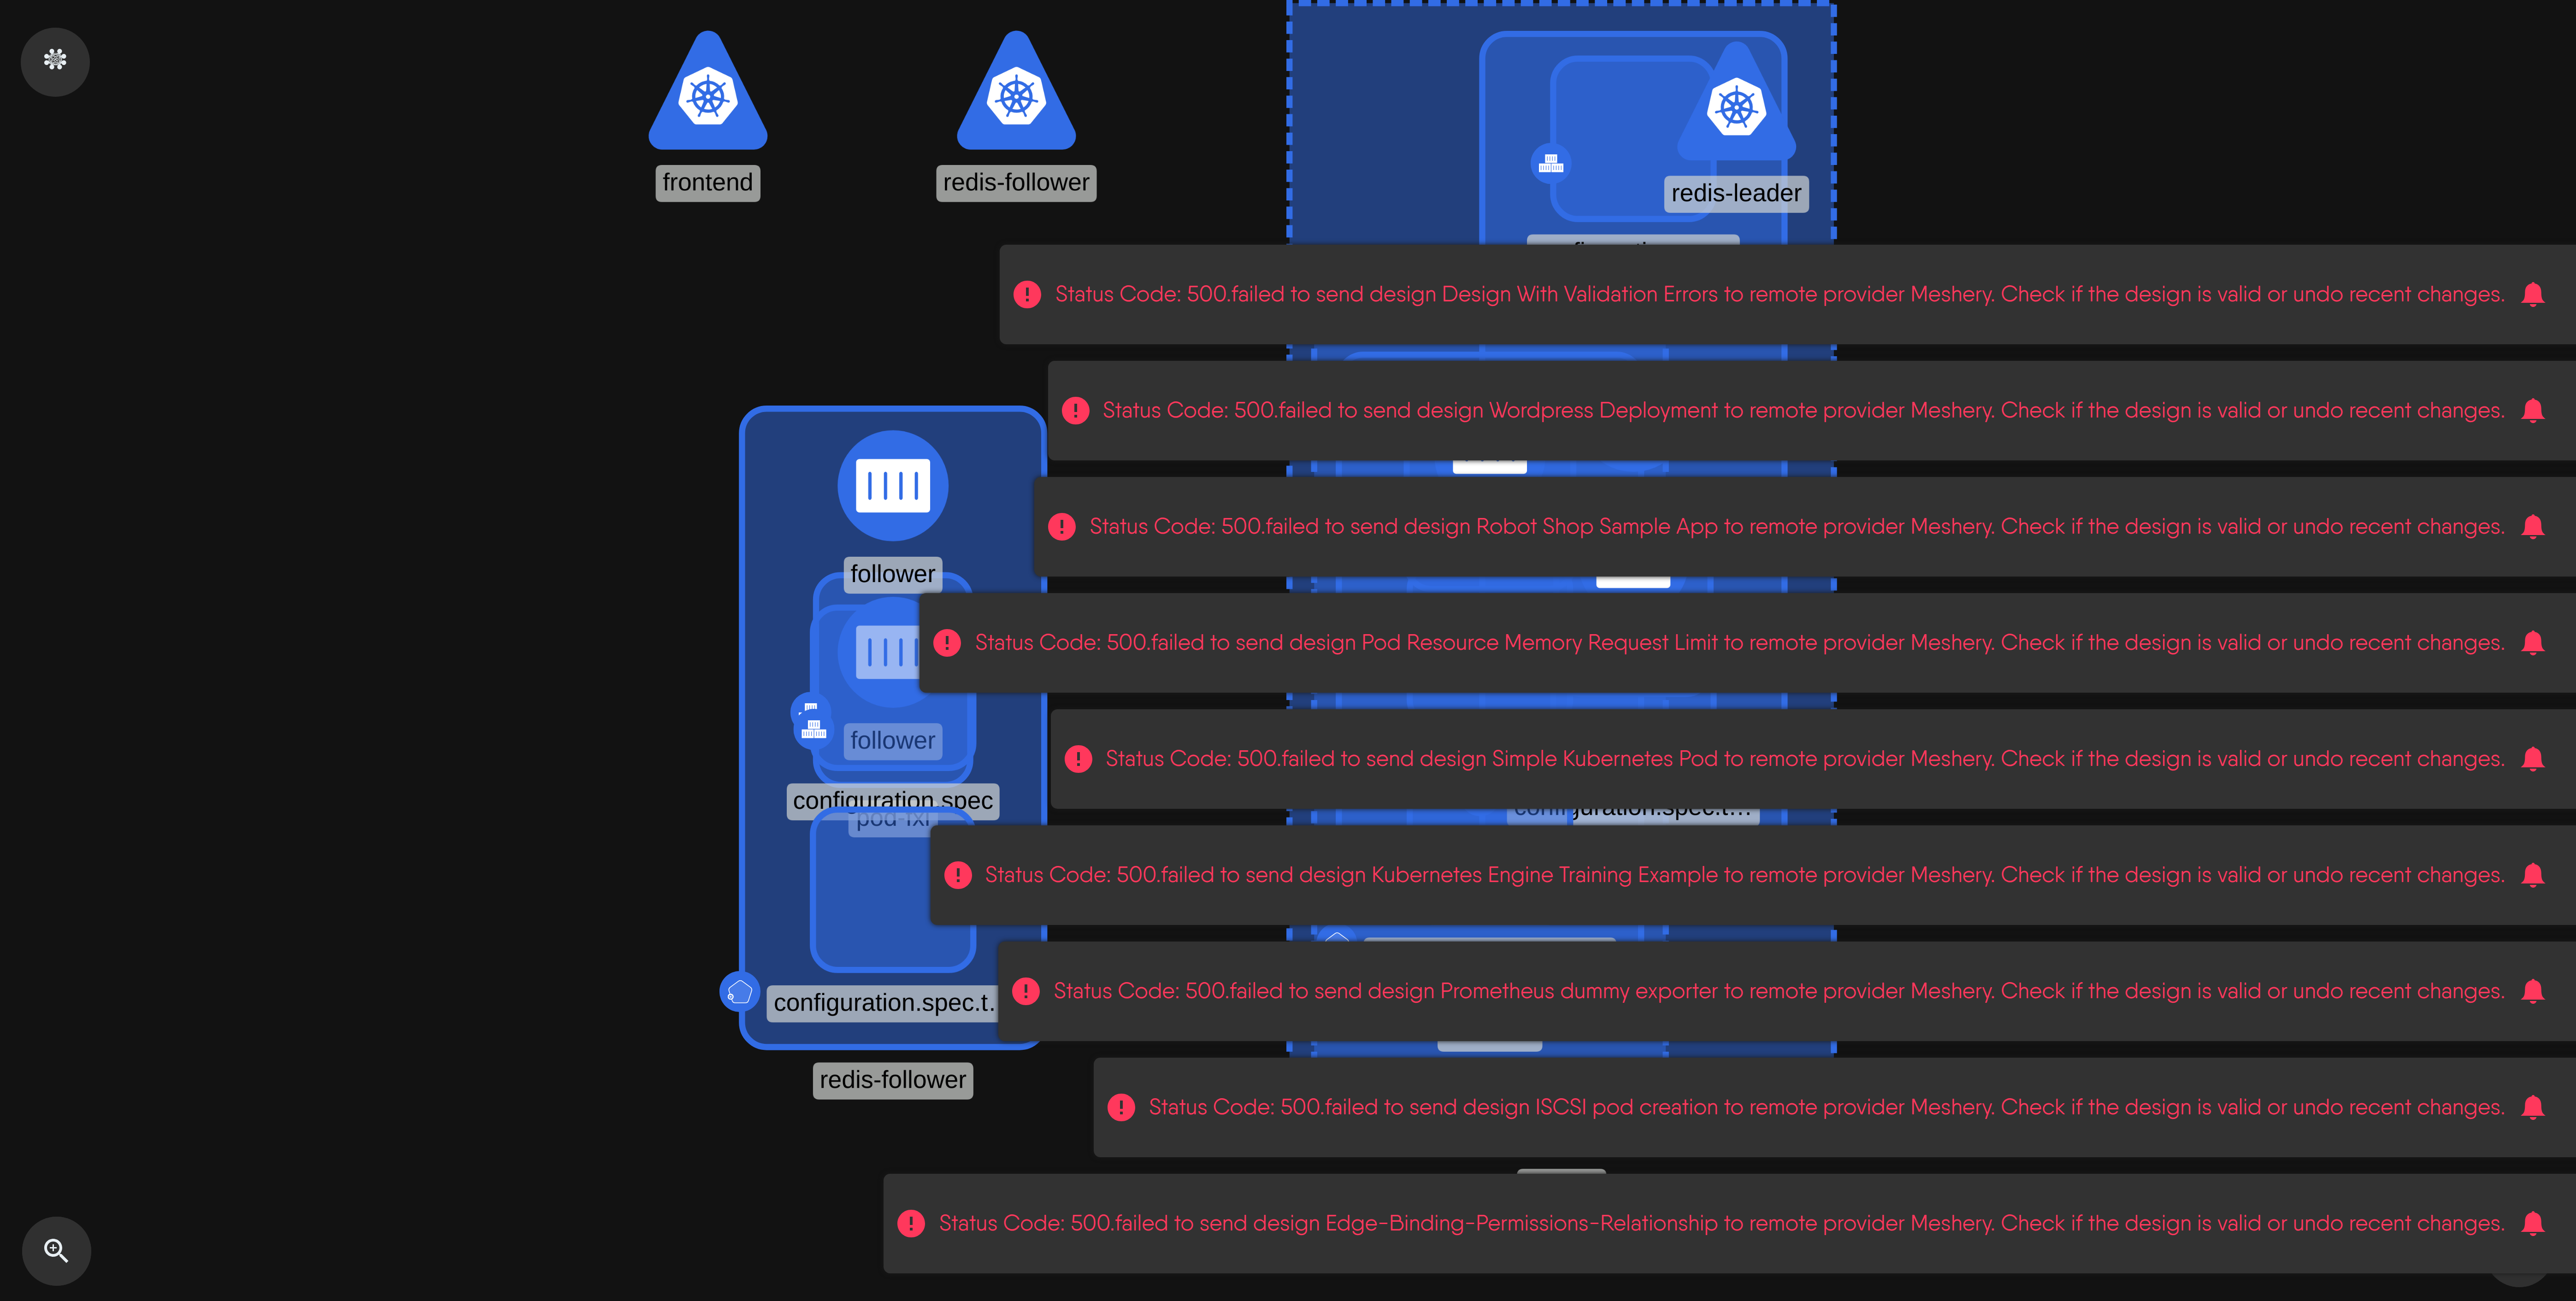 frontend
redis-follower
redis-leader
Status Code: 500.failed to send design Design With Validation Errors to remote provider Meshery. Check if the design is valid or undo recent changes.
Status Code: 500.failed to send design Wordpress Deployment to remote provider Meshery. Check if the design is valid or undo recent changes.
Status Code: 500.failed to send design Robot Shop Sample App to remote provider Meshery. Check if the design is valid or undo recent changes.
follower
Status Code: 500.failed to send design Pod Resource Memory Request Limit to remote provider Meshery. Check if the design is valid or undo recent changes.
follower
Status Code: 500.failed to send design Simple Kubernetes Pod to remote provider Meshery. Check if the design is valid or undo recent changes.
configuration.spec
configuration.spec.t...
Status Code: 500.failed to send design Kubernetes Engine Training Example to remote provider Meshery. Check if the design is valid or undo recent changes.
Status Code: 500.failed to send design Prometheus dummy exporter to remote provider Meshery. Check if the design is valid or undo recent changes.
configuration.spec.t.
redis-follower
Status Code: 500.failed to send design ISCSI pod creation to remote provider Meshery. Check if the design is valid or undo recent changes.
Status Code: 500.failed to send design Edge-Binding-Permissions-Relationship to remote provider Meshery. Check if the design is valid or undo recent changes.